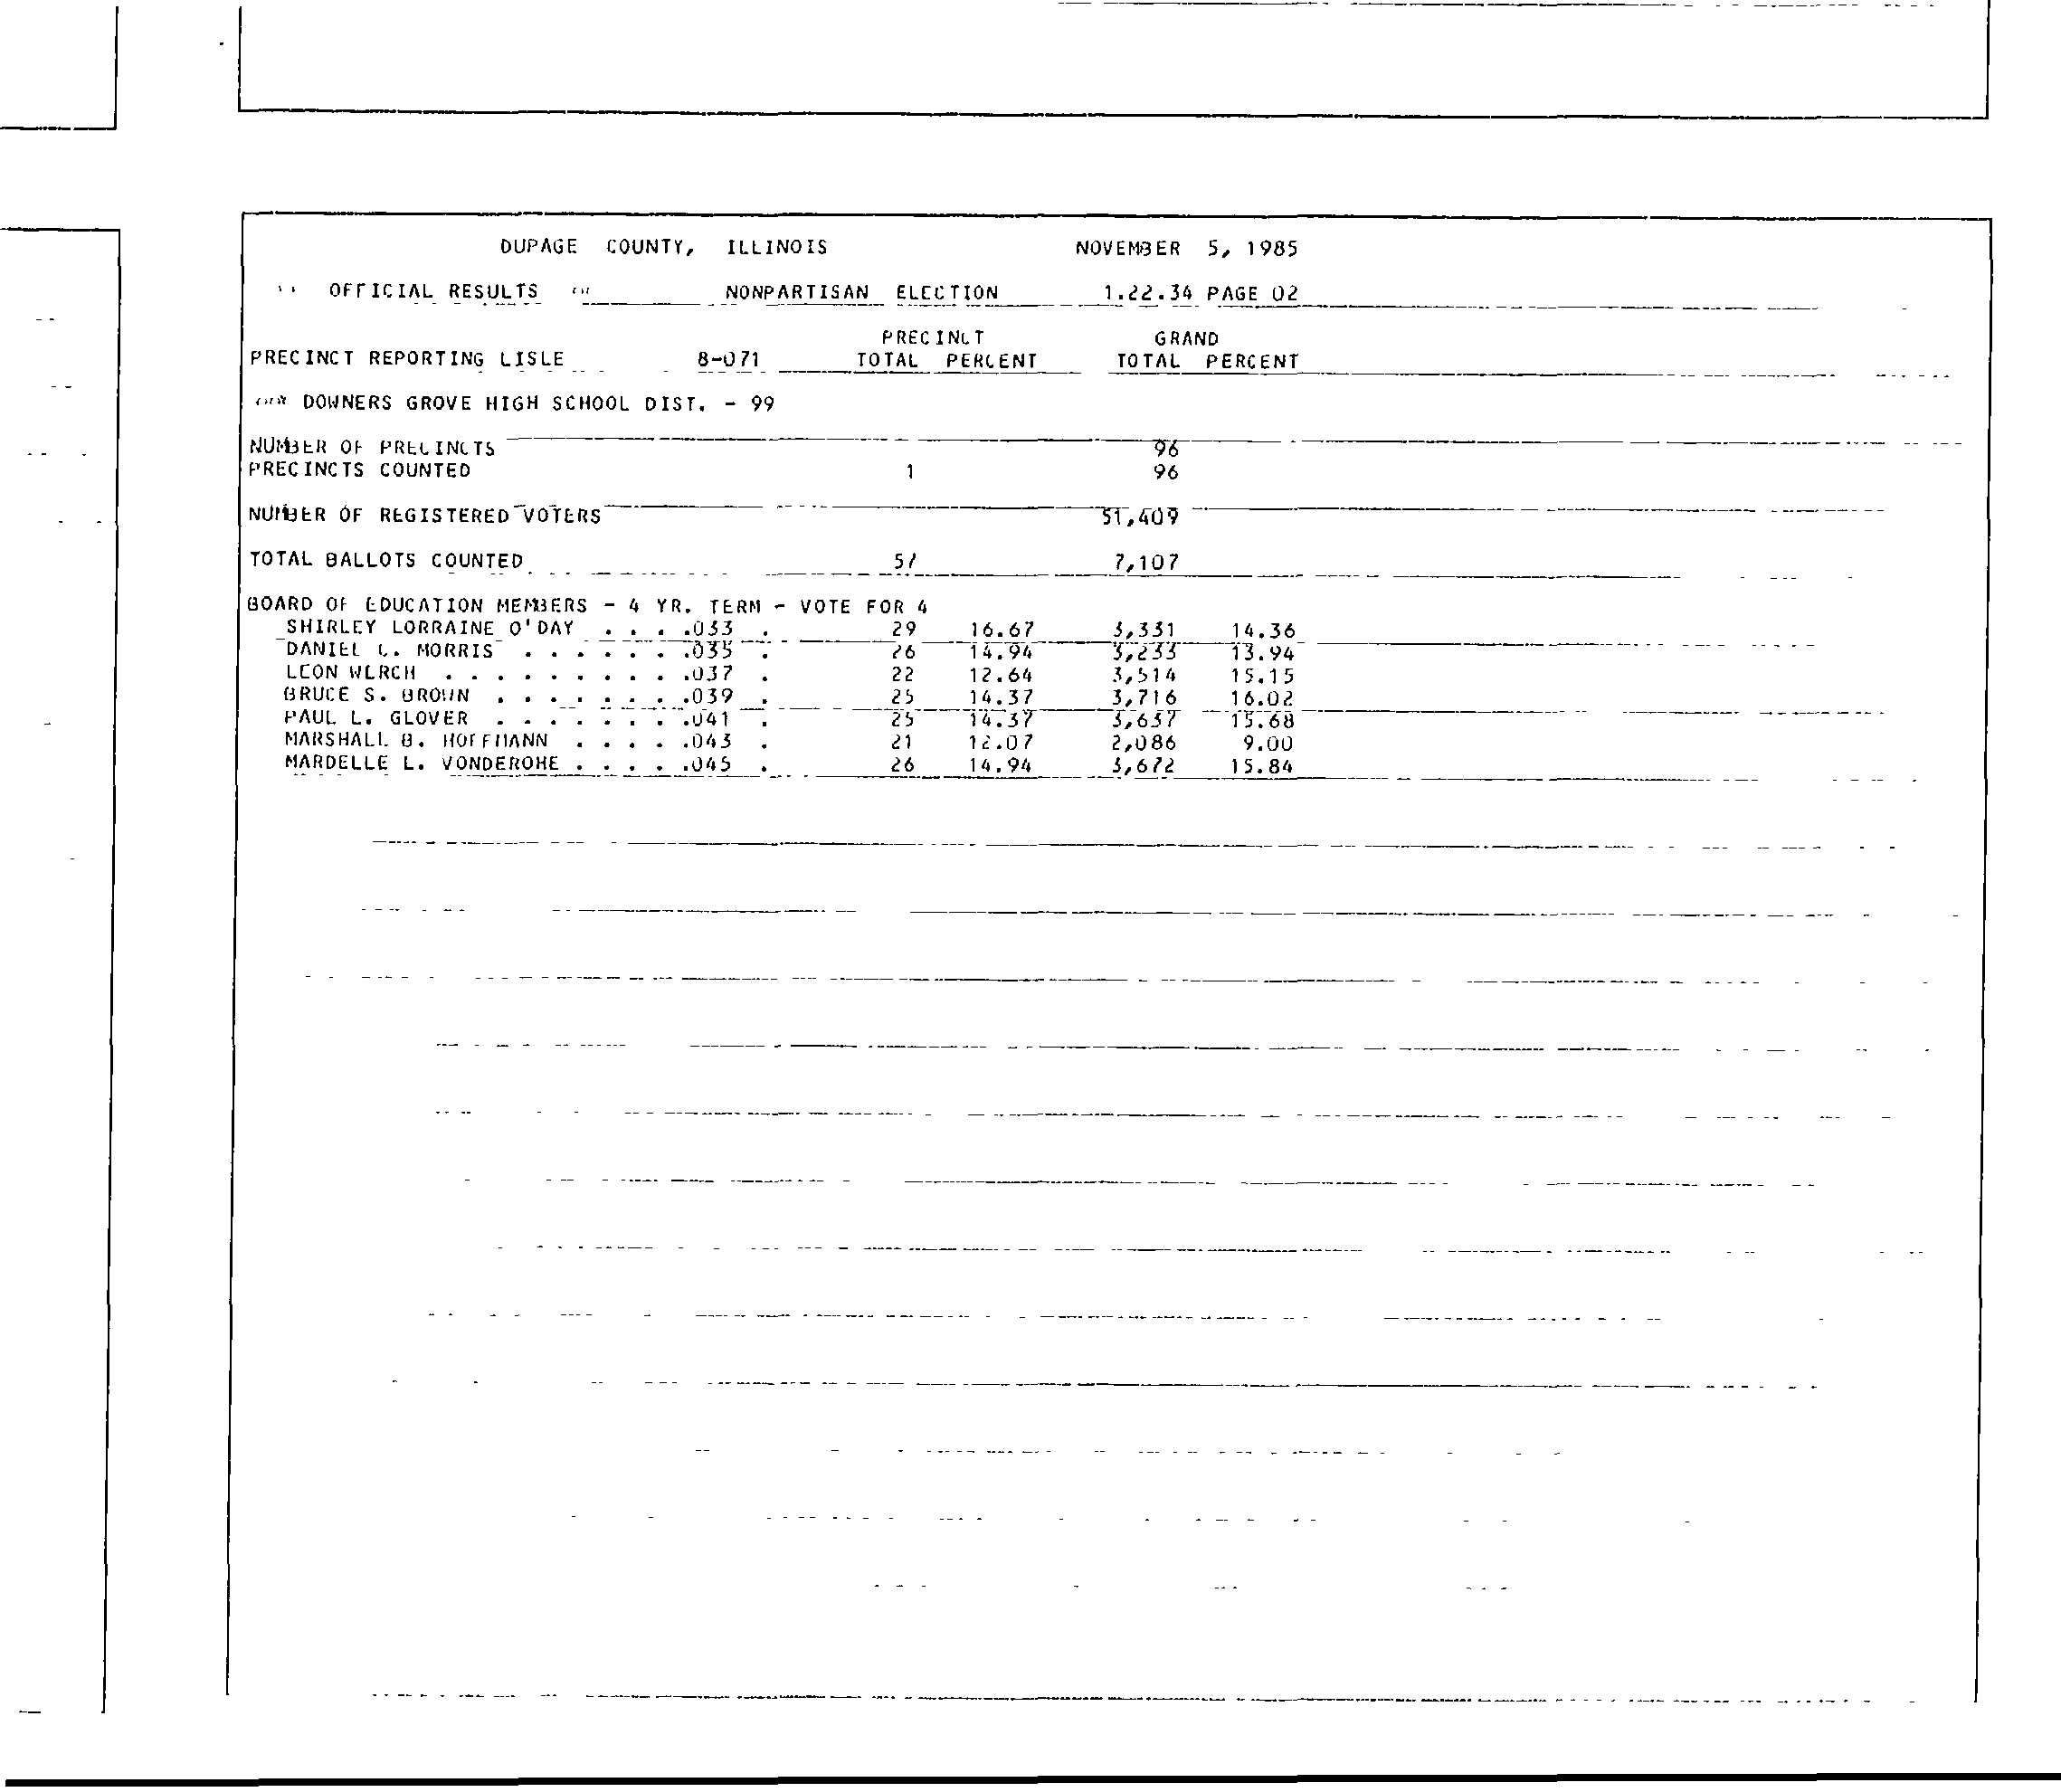 DUPAGE COUNTY, ILLINOIS NOVEMBER 5, 1985
OFFICIAL RESULTS NONPARTISAN ELECTION 1.22.34 PAGE 02
PRECINCT GRAND
PRECINCT REPORTING LISLE 8-071 TOTAL PERCENT TOTAL PERCENT
DOWNERS GROVE HIGH SCHOOL DIST. - 99
NUMBER OF PRECINCTS 96
PRECINCTS COUNTED 1 96
NUMBER OF REGISTERED VOTERS 51,409
TOTAL BALLOTS COUNTED 57 7,107
BOARD OF EDUCATION MEMBERS - 4 YR. TERM - VOTE FOR 4
SHIRLEY LORRAINE O'DAY . . . .033 . 29 16.67 3,331 14.36
DANIEL C. MORRIS . . . . . . .035 . 26 14.94 3,233 13.94
LEON WERCH . . . . . . . . . .037 . 22 12.64 3,514 15.15
BRUCE S. BROWN . . . . . . . .039 . 25 14.37 3,716 16.02
PAUL L. GLOVER . . . . . . . .041 . 25 14.37 3,637 15.68
MARSHALL B. HOFFMANN . . . . .043 . 21 12.07 2,086 9.00
MARDELLE L. VONDEROHE . . . . .045 . 26 14.94 3,672 15.84